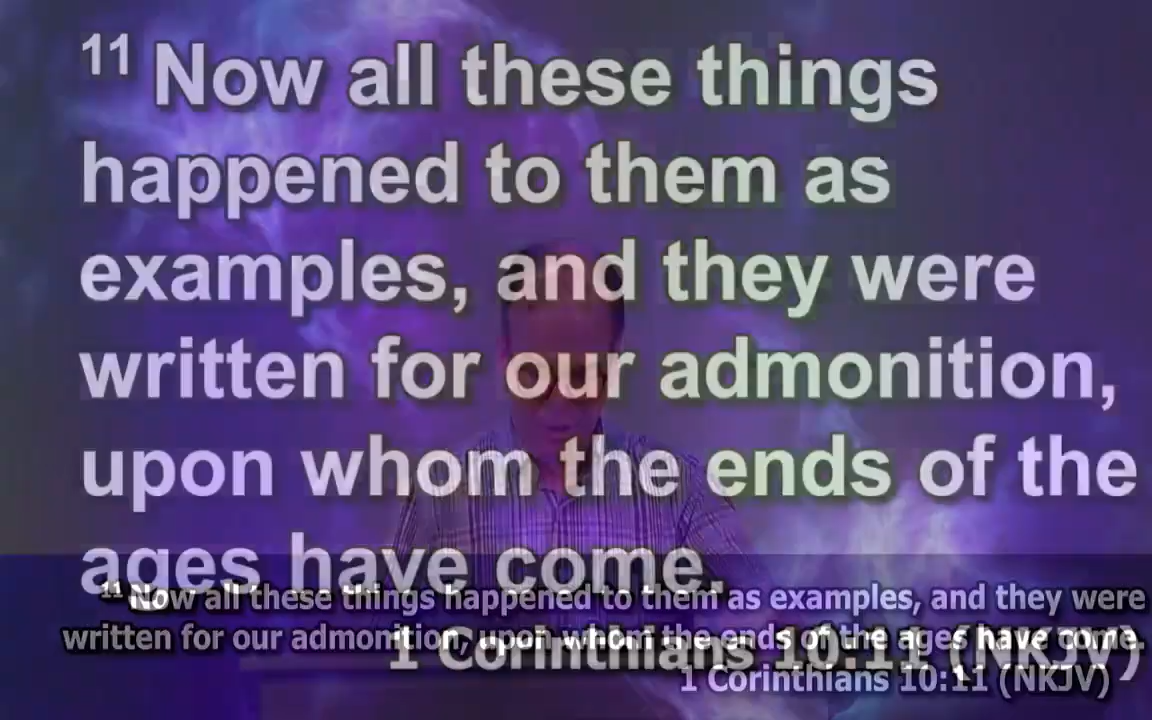 11 Now all these things
happened to them as
examples, and they were
written for our admonition,
upon whom the ends of the
ages have come.
11 Now all these things happened to them as examples, and they were
written for our admonition, upon whom the ends of the ages have come.
1 Corinthians 10:11 (NKJV)
1 Corinthians 10:11 (NKJV)